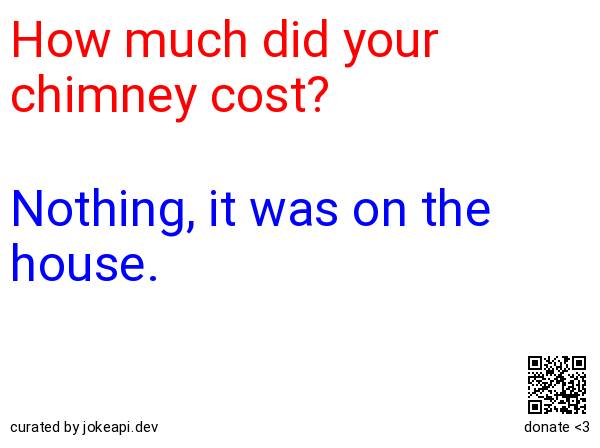 How much did your
chimney cost?
Nothing, it was on the
house.
curated by jokeapi.dev
donate <3